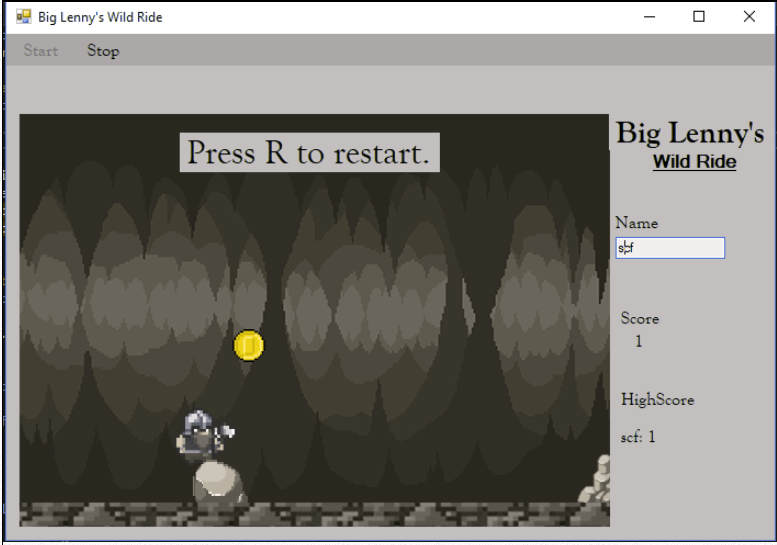 Big Lenny's Wild Ride
Start Stop
Press R to restart.
Big Lenny's
Wild Ride
Name
scf
Score
1
HighScore
scf: 1